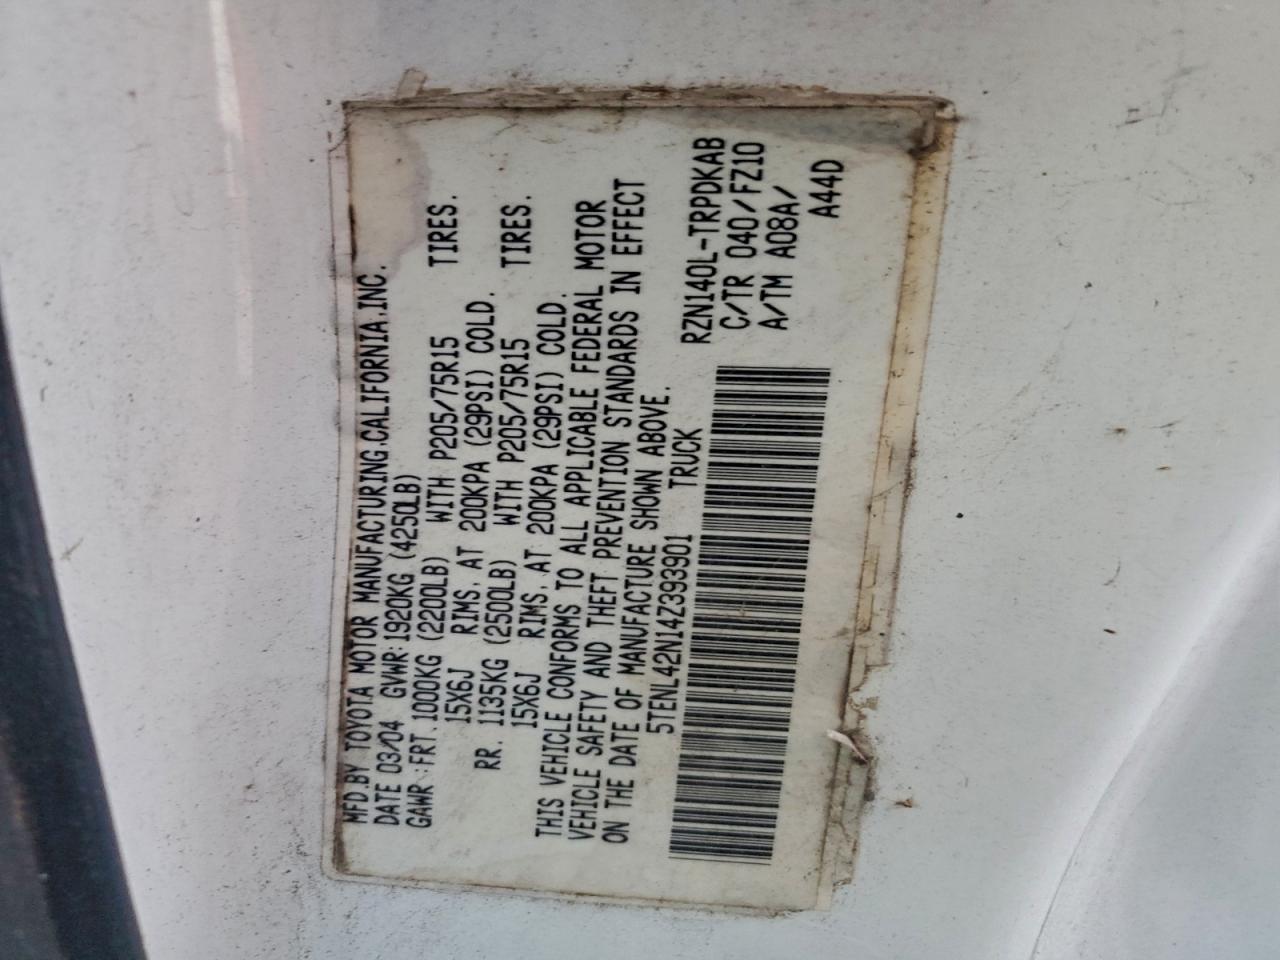 MFD.BY TOYOTA MOTOR MANUFACTURING,CALIFORNIA,INC.
DATE 03/04 GVWR:1920KG (4250LB)
GAWR:FRT.1000KG (2200LB) WITH P205/75R15 TIRES.
15X6J RIMS, AT 200KPA (29PSI) COLD.
RR. 1135KG (2500LB) WITH P205/75R15 TIRES.
15X6J RIMS, AT 200KPA (29PSI) COLD.
THIS VEHICLE CONFORMS TO ALL APPLICABLE FEDERAL MOTOR
VEHICLE SAFETY AND THEFT PREVENTION STANDARDS IN EFFECT
ON THE DATE OF MANUFACTURE SHOWN ABOVE.
5TENL42N14Z393901 TRUCK
RZN140L-TRPDKAB
C/TR 040/FZ10
A/TM A08A/
A44D